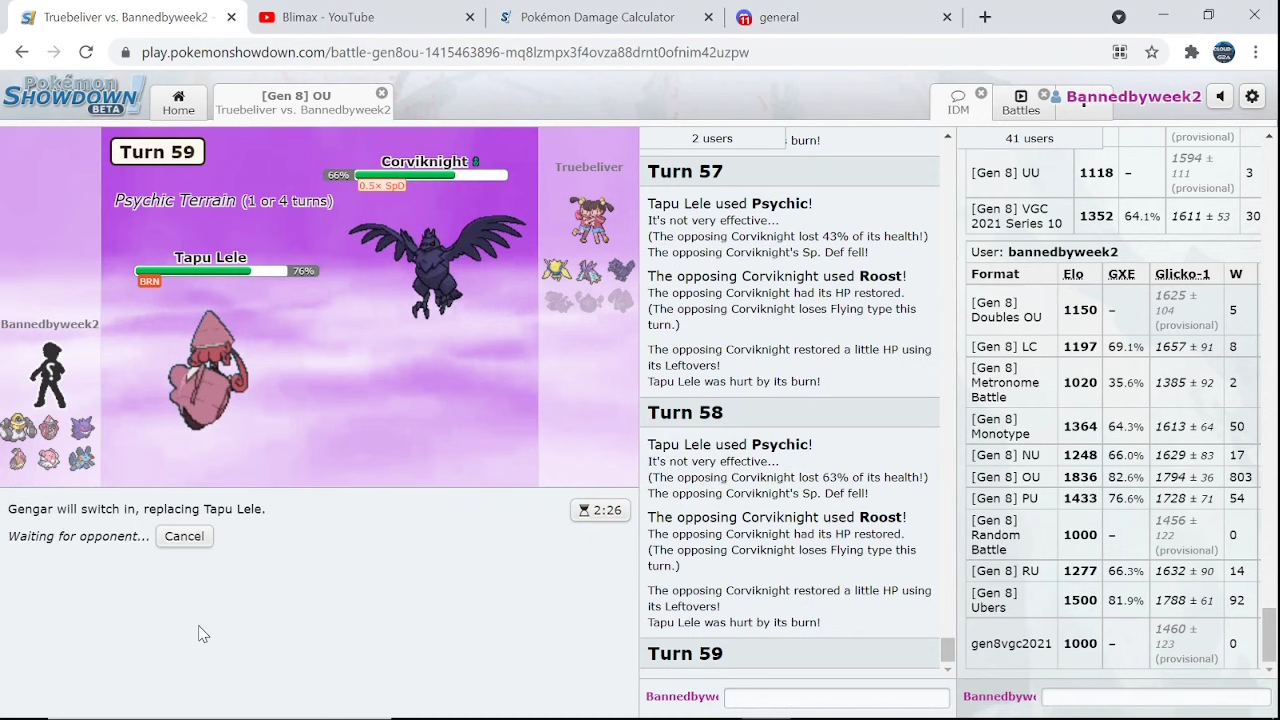 Truebeliver vs. Bannedbyweek2 -
Blimax - YouTube
Pokémon Damage Calculator
11
general
play.pokemonshowdown.com/battle-gen8ou-1415463896-mq8lzmpx3f4ovza88drnt0ofnim42uzpw
Pokémon
SHOWDOWN!
BETA
Home
[Gen 8] OU
Truebeliver vs. Bannedbyweek2
IDM
Battles
Bannedbyweek2
Turn 59
Psychic Terrain (1 or 4 turns)
Corviknight
66%
0.5× SpD
Tapu Lele
76%
BRN
Truebeliver
Bannedbyweek2
Gengar will switch in, replacing Tapu Lele.
2:26
Waiting for opponent... Cancel
2 users
burn!
Turn 57
Tapu Lele used Psychic!
It's not very effective...
(The opposing Corviknight lost 43% of its health!)
The opposing Corviknight's Sp. Def fell!
The opposing Corviknight used Roost!
The opposing Corviknight had its HP restored.
(The opposing Corviknight loses Flying type this
turn.)
The opposing Corviknight restored a little HP using
its Leftovers!
Tapu Lele was hurt by its burn!
Turn 58
Tapu Lele used Psychic!
It's not very effective...
(The opposing Corviknight lost 63% of its health!)
The opposing Corviknight's Sp. Def fell!
The opposing Corviknight used Roost!
The opposing Corviknight had its HP restored.
(The opposing Corviknight loses Flying type this
turn.)
The opposing Corviknight restored a little HP using
its Leftovers!
Tapu Lele was hurt by its burn!
Turn 59
Bannedbywe
41 users
(provisional)
[Gen 8] UU 1118 – 1594 ± 111 (provisional) 3
[Gen 8] VGC 2021 Series 10 1352 64.1% 1611 ± 53 30
User: bannedbyweek2
Format Elo GXE Glicko-1 W
[Gen 8] Doubles OU 1150 – 1625 ± 104 (provisional) 5
[Gen 8] LC 1197 69.1% 1657 ± 91 8
[Gen 8] Metronome Battle 1020 35.6% 1385 ± 92 2
[Gen 8] Monotype 1364 64.3% 1613 ± 64 50
[Gen 8] NU 1248 66.0% 1629 ± 83 17
[Gen 8] OU 1836 82.6% 1794 ± 36 803
[Gen 8] PU 1433 76.6% 1728 ± 71 54
[Gen 8] Random Battle 1000 – 1456 ± 122 (provisional) 0
[Gen 8] RU 1277 66.3% 1632 ± 90 14
[Gen 8] Ubers 1500 81.9% 1788 ± 61 92
gen8vgc2021 1000 – 1460 ± 123 (provisional) 0
Bannedbyw